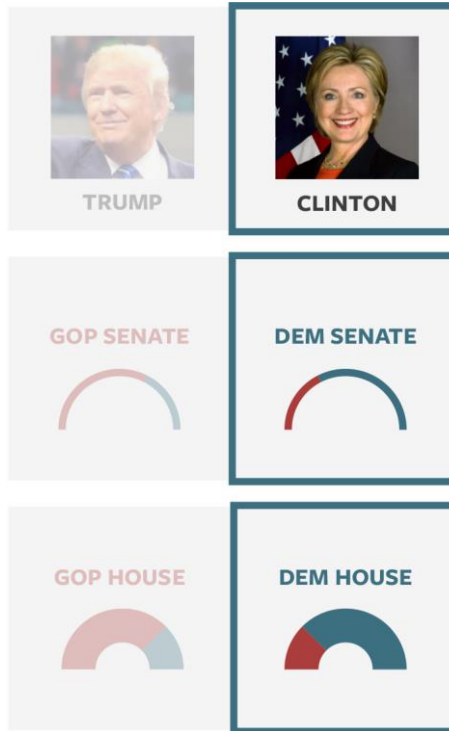 TRUMP
CLINTON
GOP SENATE
DEM SENATE
GOP HOUSE
DEM HOUSE